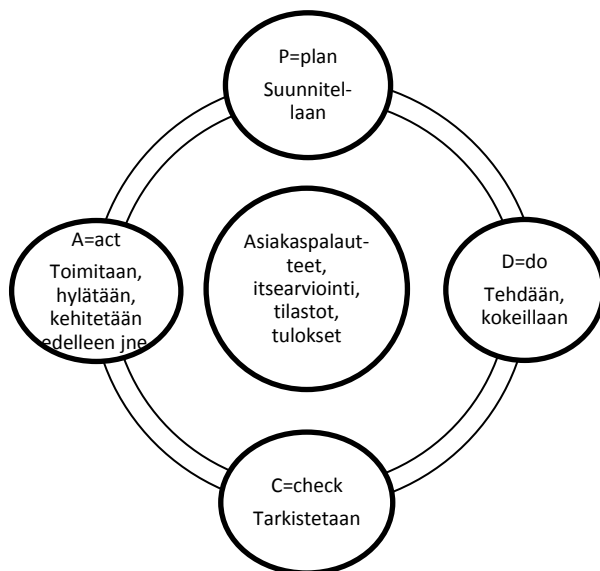 P=plan
Suunnitel-
laan
A=act
Toimitaan,
hylätään,
kehitetään
edelleen jne
Asiakaspalaut-
teet,
itsearviointi,
tilastot,
tulokset
D=do
Tehdään,
kokeillaan
C=check
Tarkistetaan